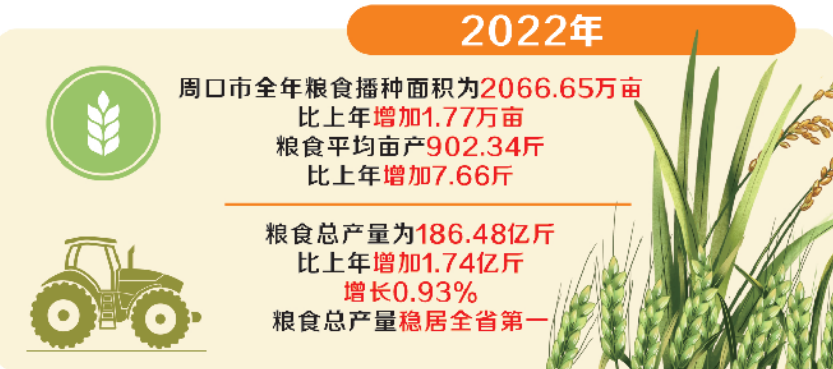 2022年
周口市全年粮食播种面积为2066.65万亩
比上年增加1.77万亩
粮食平均亩产902.34斤
比上年增加7.66斤
粮食总产量为186.48亿斤
比上年增加1.74亿斤
增长0.93%
粮食总产量稳居全省第一